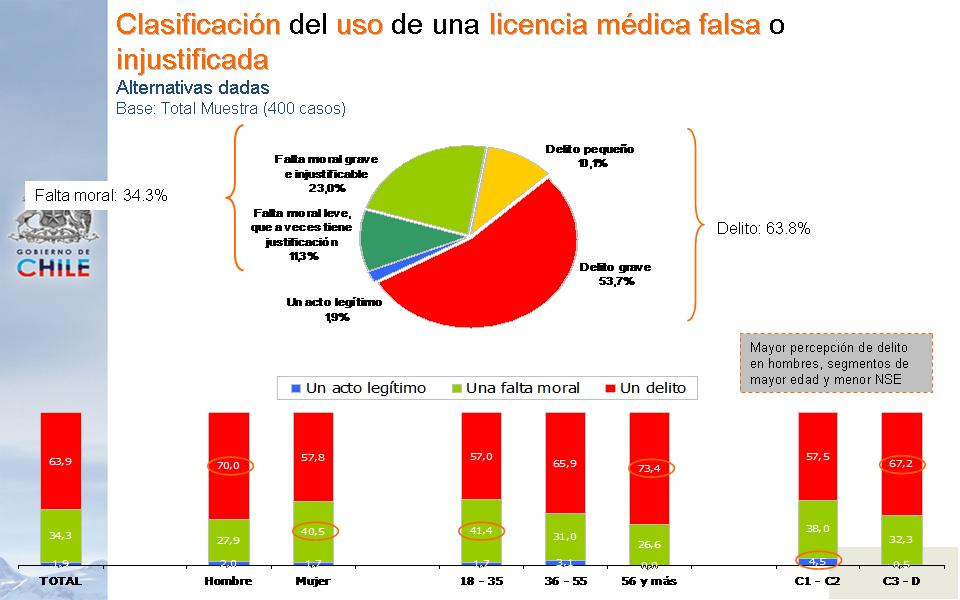 Clasificación del uso de una licencia médica falsa o
injustificada
Alternativas dadas
Base: Total Muestra (400 casos)
Falta moral: 34.3%
Falta moral grave
e injustificable
23,0%
Falta moral leve,
que a veces tiene
justificación
11,3%
Un acto legítimo
1,9%
Delito pequeño
10,1%
Delito grave
53,7%
Delito: 63.8%
GOBIERNO DE
CHILE
Mayor percepción de delito
en hombres, segmentos de
mayor edad y menor NSE
Un acto legítimo Una falta moral Un delito
63,9 70,0 57,8 57,0 65,9 73,4 57,5 67,2
34,3 27,9 40,5 41,4 31,0 26,6 38,0 32,3
1,9 2,0 1,7 1,7 3,1 0,0 4,5 0,5
TOTAL Hombre Mujer 18 - 35 36 - 55 56 y más C1 - C2 C3 - D